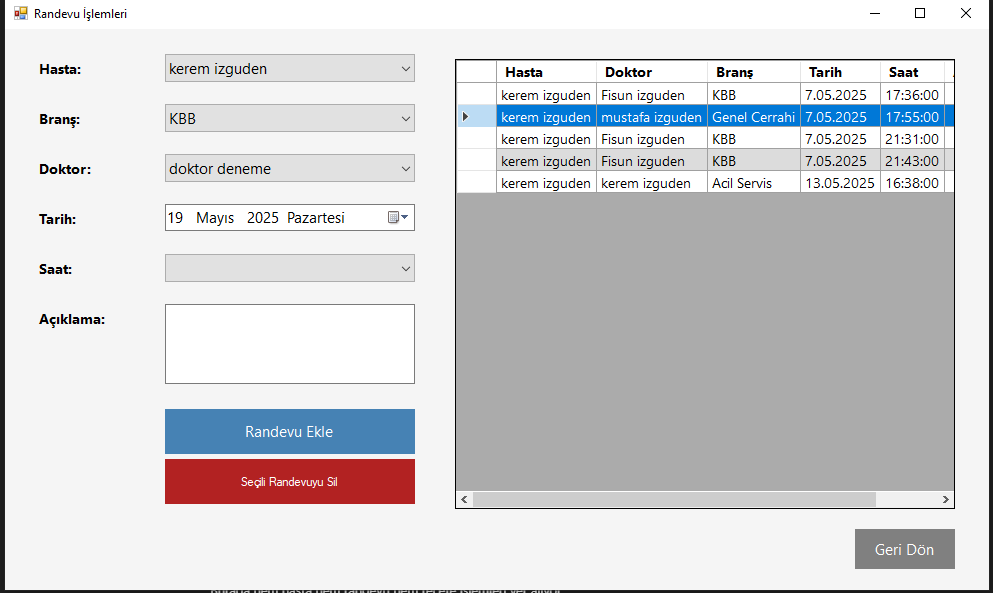 Randevu İşlemleri
Hasta: kerem izguden
Branş: KBB
Doktor: doktor deneme
Tarih: 19 Mayıs 2025 Pazartesi
Saat:
Açıklama:
Randevu Ekle
Seçili Randevuyu Sil
Hasta Doktor Branş Tarih Saat
kerem izguden Fisun izguden KBB 7.05.2025 17:36:00
kerem izguden mustafa izguden Genel Cerrahi 7.05.2025 17:55:00
kerem izguden Fisun izguden KBB 7.05.2025 21:31:00
kerem izguden Fisun izguden KBB 7.05.2025 21:43:00
kerem izguden kerem izguden Acil Servis 13.05.2025 16:38:00
Geri Dön